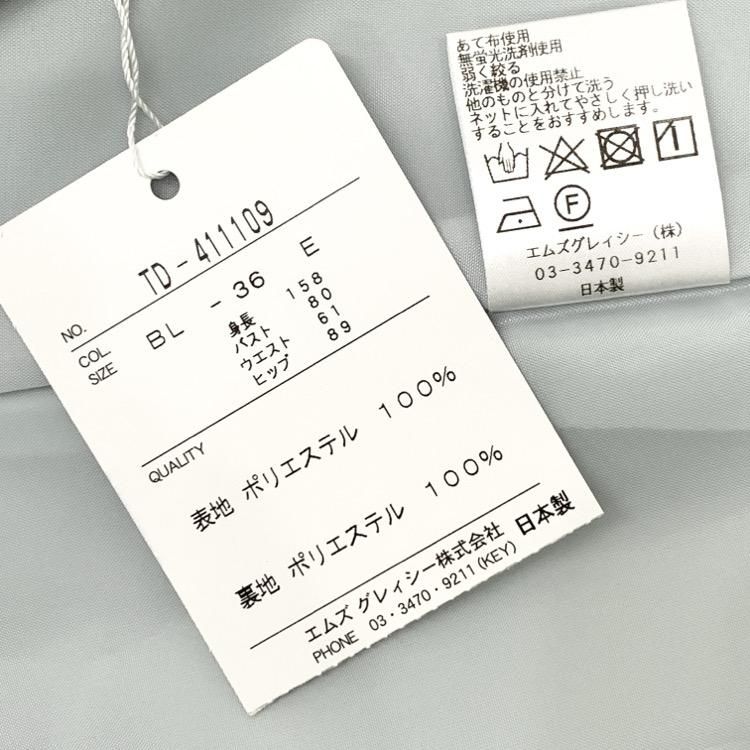 NO. TD-411109
COL. BL -36 E
SIZE
身長 158
バスト 80
ウエスト 61
ヒップ 89
QUALITY
表地 ポリエステル 100%
裏地 ポリエステル 100%
エムズ グレィシー株式会社 日本製
PHONE 03・3470・9211(KEY)
あて布使用
無蛍光洗剤使用
弱く絞る
洗濯機の使用禁止
他のものと分けて洗う
ネットに入れてやさしく押し洗い
することをおすすめします。
F
エムズグレイシー(株)
03-3470-9211
日本製